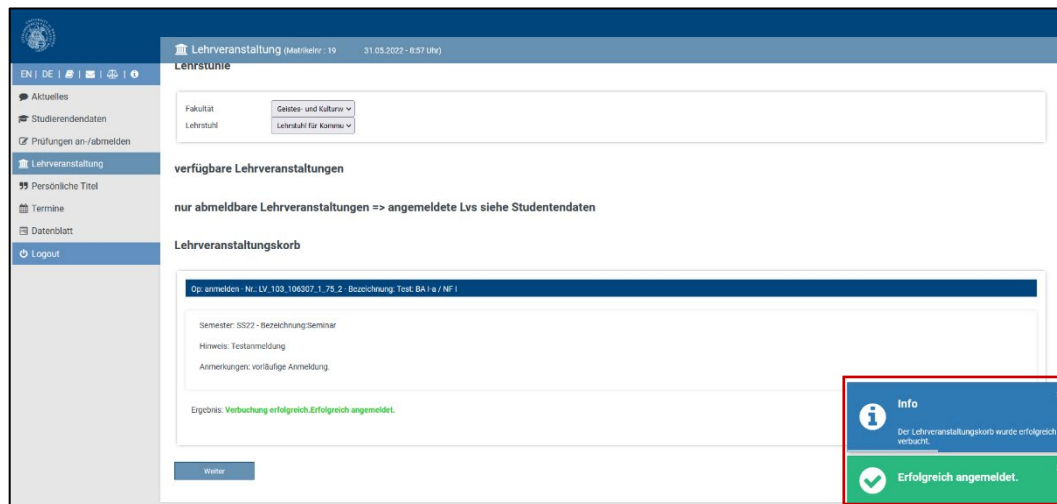 Lehrveranstaltung (Matrikelnr : 19 31.05.2022 - 8:57 Uhr)
EN | DE | | | |
Lehrstühle
Aktuelles
Studierendendaten
Prüfungen an-/abmelden
Lehrveranstaltung
Persönliche Titel
Termine
Datenblatt
Logout
Fakultät Geistes- und Kulturw
Lehrstuhl Lehrstuhl für Kommu
verfügbare Lehrveranstaltungen
nur abmeldbare Lehrveranstaltungen => angemeldete Lvs siehe Studentendaten
Lehrveranstaltungskorb
Op: anmelden - Nr.: LV_103_106307_1_75_2 - Bezeichnung: Test: BA I-a / NF I
Semester: SS22 - Bezeichnung:Seminar
Hinweis: Testanmeldung
Anmerkungen: vorläufige Anmeldung.
Ergebnis: Verbuchung erfolgreich.Erfolgreich angemeldet.
Weiter
Info
Der Lehrveranstaltungskorb wurde erfolgreich
verbucht.
Erfolgreich angemeldet.